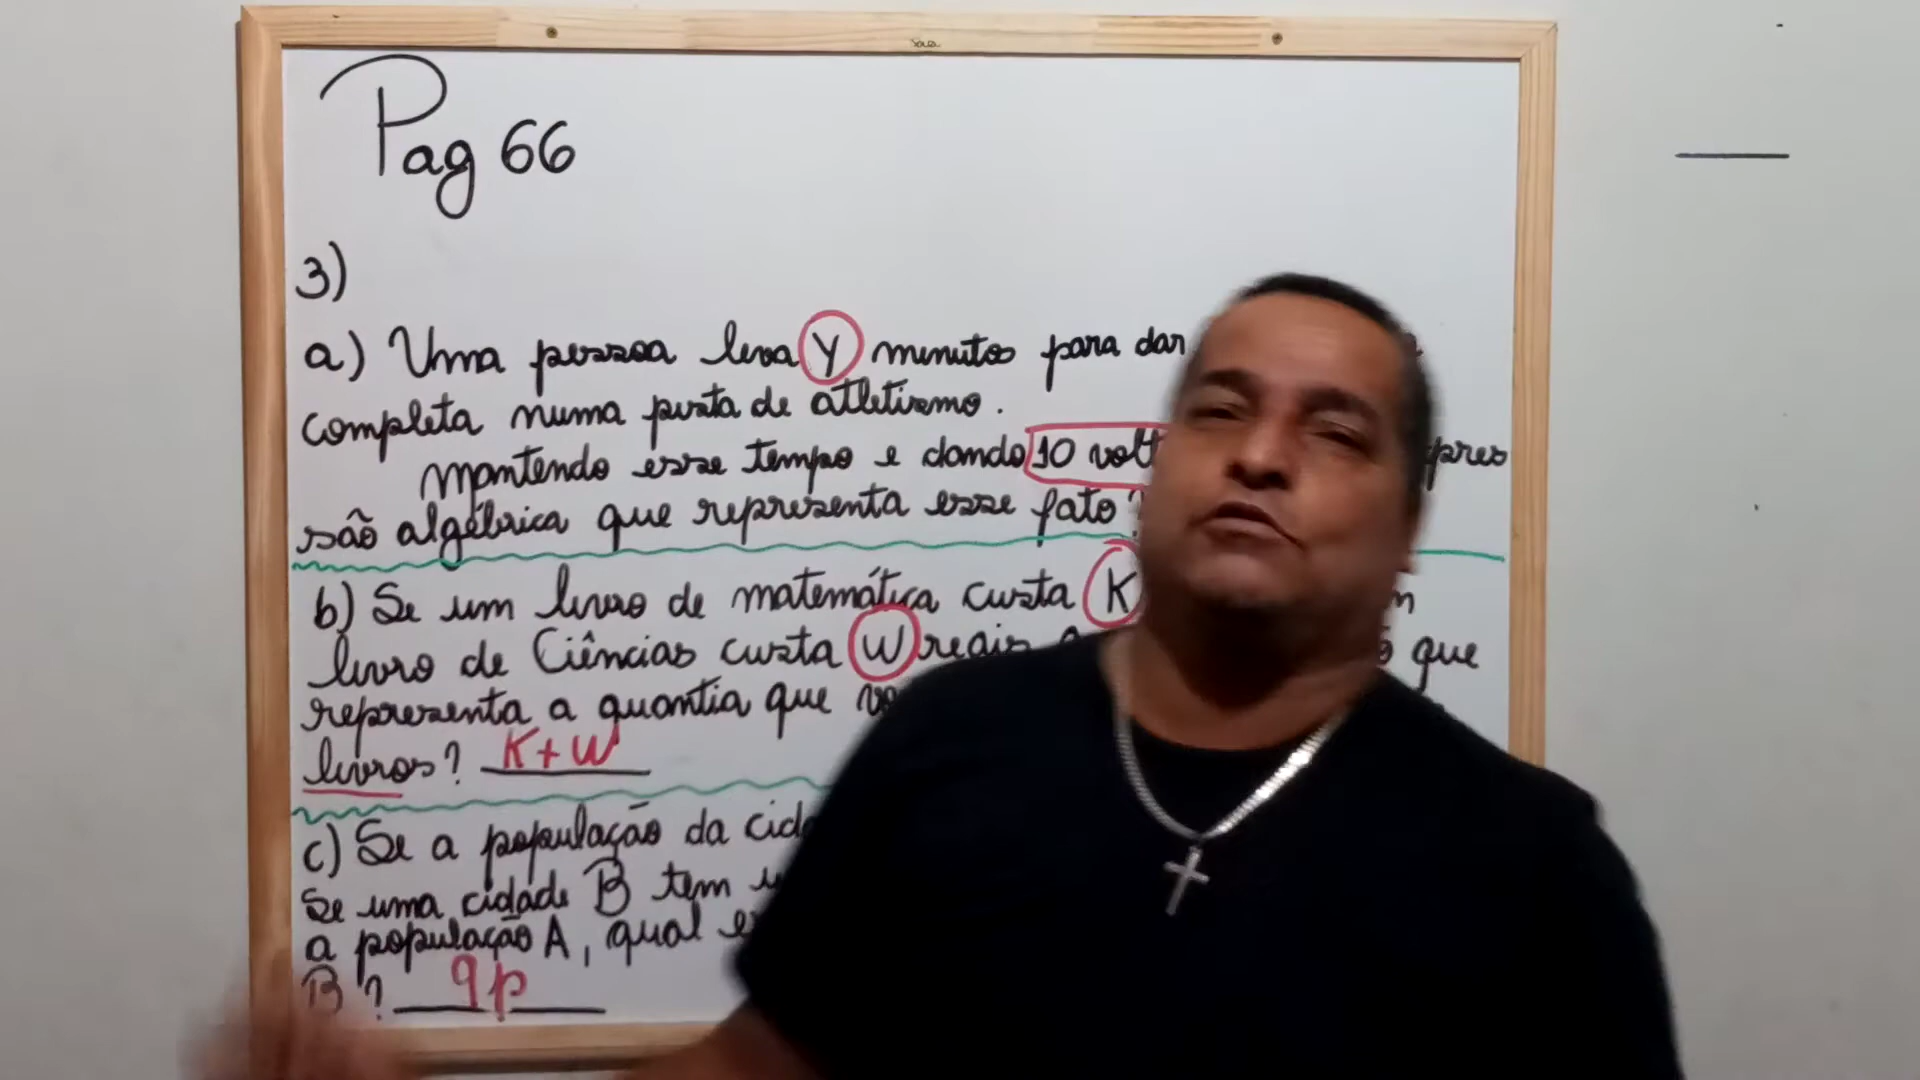 Pag 66
3)
a) Uma pessoa leva Y minutos para dar
completa numa pista de atletismo.
Mantendo esse tempo e dando 10 volt pres
são algébrica que representa esse fato?
b) Se um livro de matemática custa K
livro de Ciências custa W reais que
representa a quantia que
livros? K+W
c) Se a população da cid
Se uma cidade B tem
a população A, qual
B? 9p